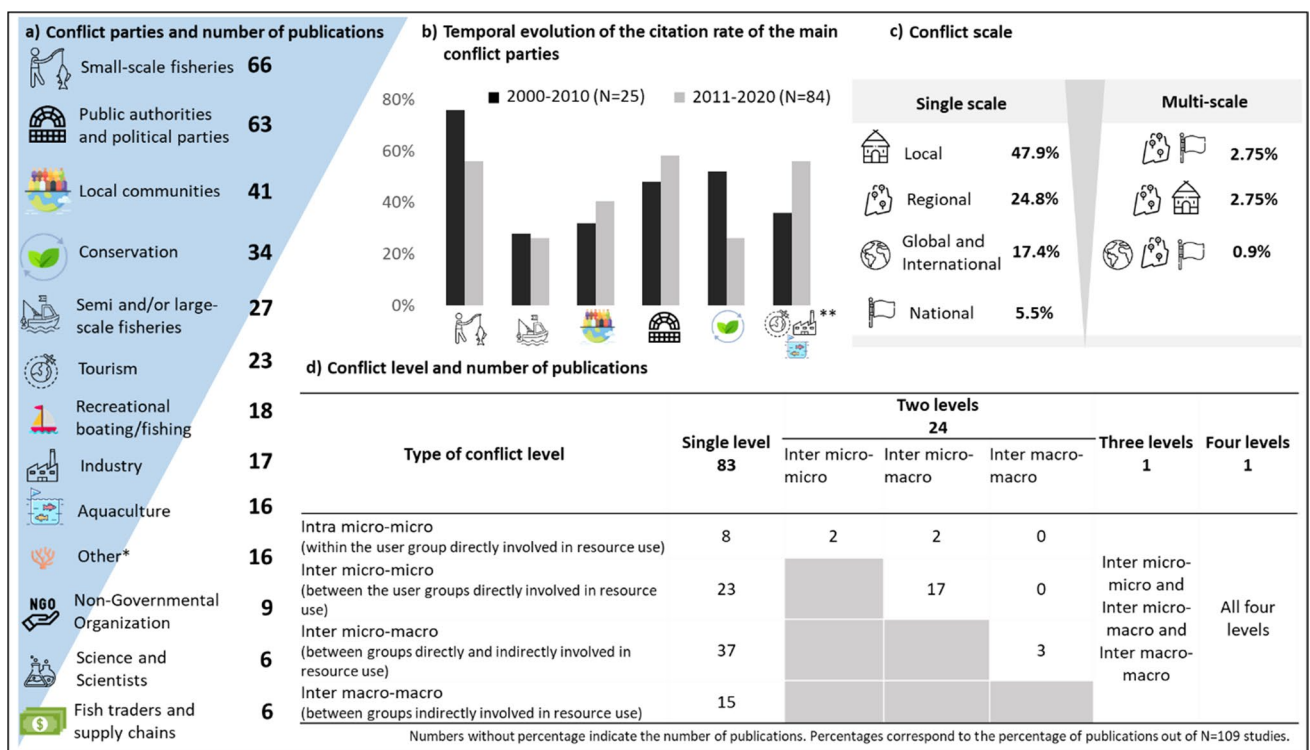 a) Conflict parties and number of publications
Small-scale fisheries 66
Public authorities
and political parties 63
Local communities 41
Conservation 34
Semi and/or large-
scale fisheries 27
Tourism 23
Recreational
boating/fishing 18
Industry 17
Aquaculture 16
Other* 16
NGO
Non-Governmental
Organization 9
Science and
Scientists 6
Fish traders and
supply chains 6
b) Temporal evolution of the citation rate of the main
conflict parties
2000-2010 (N=25) 2011-2020 (N=84)
80%
60%
40%
20%
0%
**
c) Conflict scale
Single scale Multi-scale
Local 47.9% 2.75%
Regional 24.8% 2.75%
Global and
International 17.4% 0.9%
National 5.5%
d) Conflict level and number of publications
Type of conflict level
Single level
83
Two levels
24
Inter micro-
micro
Inter micro-
macro
Inter macro-
macro
Three levels
1
Four levels
1
Intra micro-micro
(within the user group directly involved in resource use)
8 2 2 0
Inter micro-micro
(between the user groups directly involved in resource
use)
23 17 0
Inter micro-macro
(between groups directly and indirectly involved in
resource use)
37 3
Inter macro-macro
(between groups indirectly involved in resource use)
15
Inter micro-
micro and
Inter micro-
macro and
Inter macro-
macro
All four
levels
Numbers without percentage indicate the number of publications. Percentages correspond to the percentage of publications out of N=109 studies.